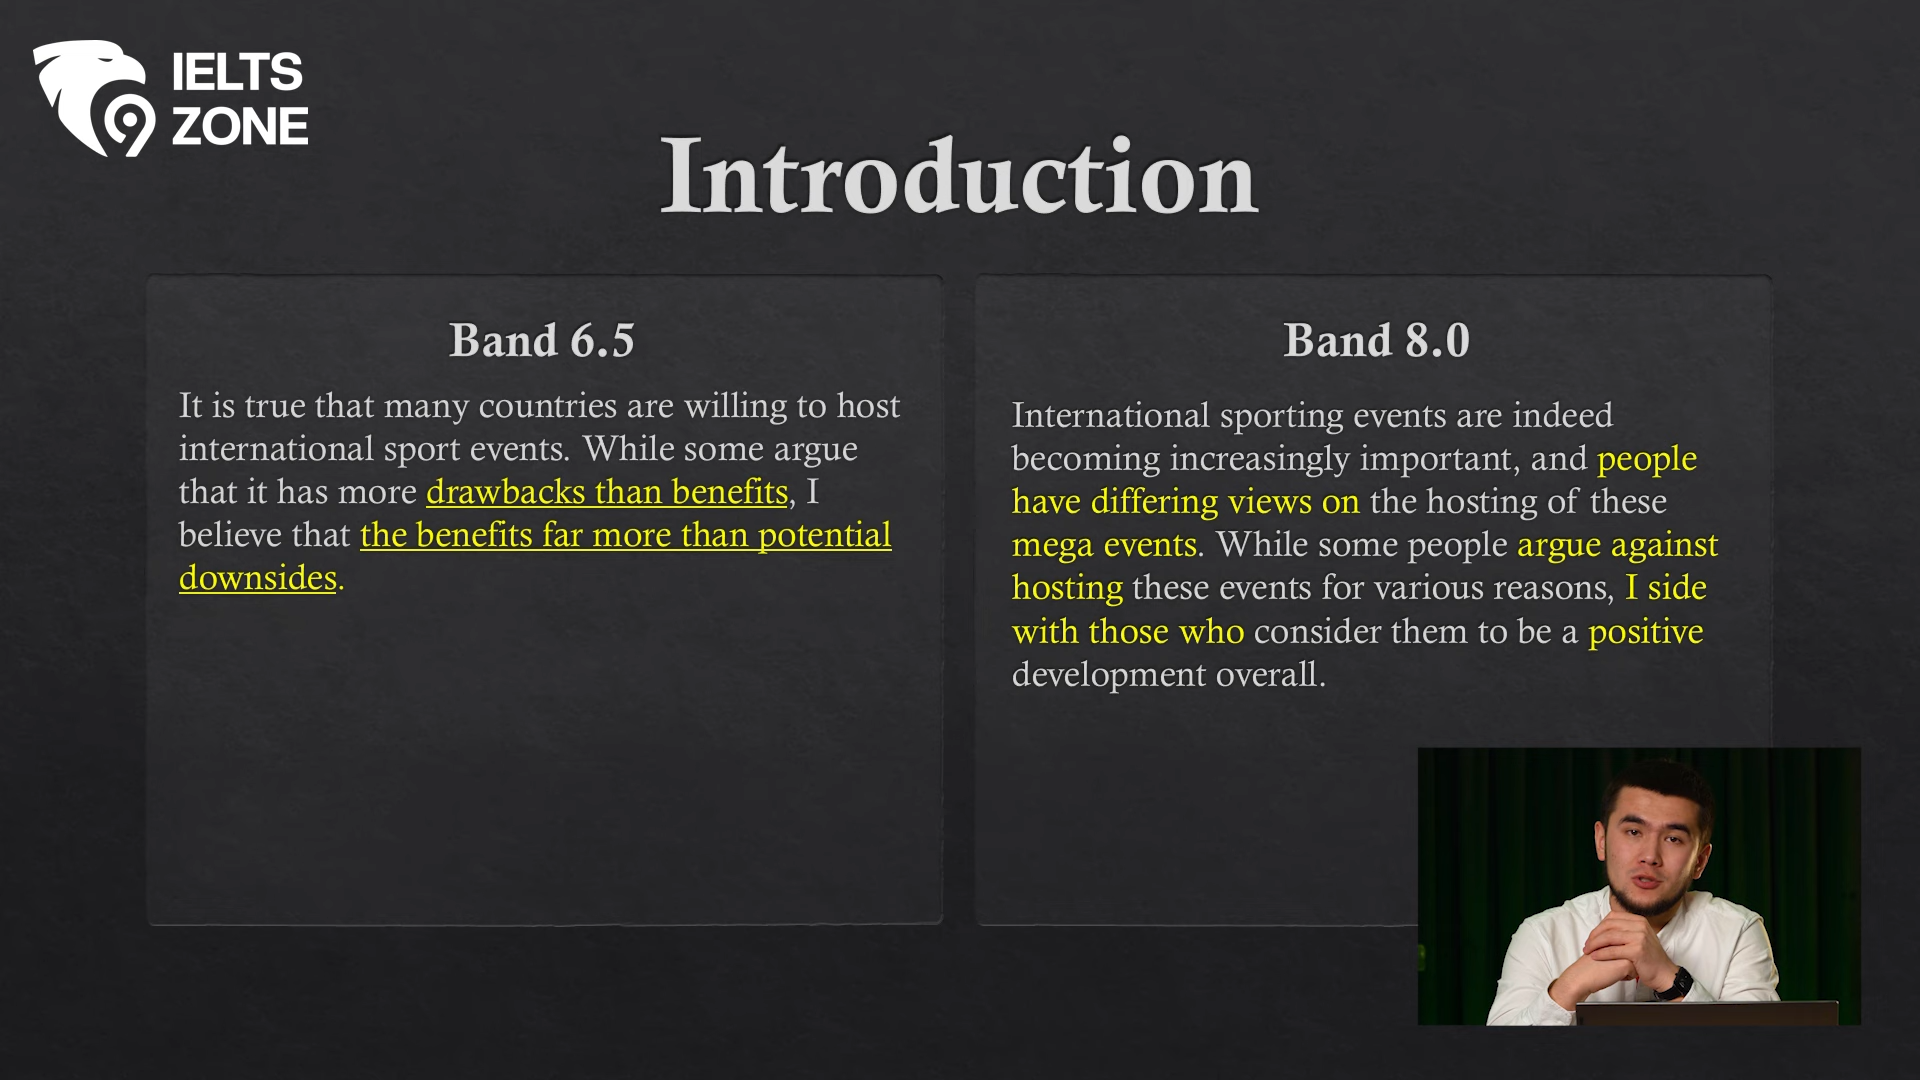 IELTS
ZONE
Introduction
Band 6.5
It is true that many countries are willing to host
international sport events. While some argue
that it has more drawbacks than benefits, I
believe that the benefits far more than potential
downsides.
Band 8.0
International sporting events are indeed
becoming increasingly important, and people
have differing views on the hosting of these
mega events. While some people argue against
hosting these events for various reasons, I side
with those who consider them to be a positive
development overall.